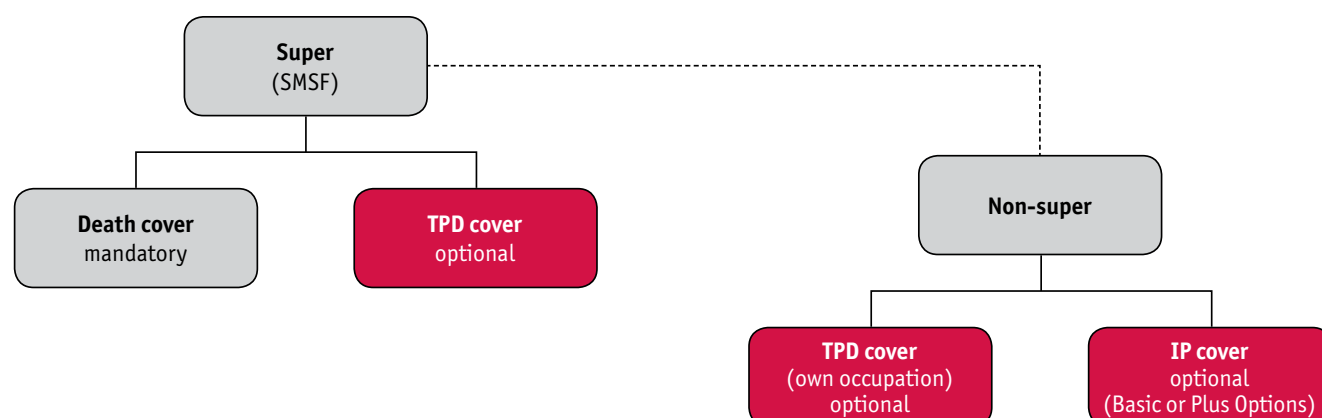 Super
(SMSF)
Death cover
mandatory
TPD cover
optional
Non-super
TPD cover
(own occupation)
optional
IP cover
optional
(Basic or Plus Options)